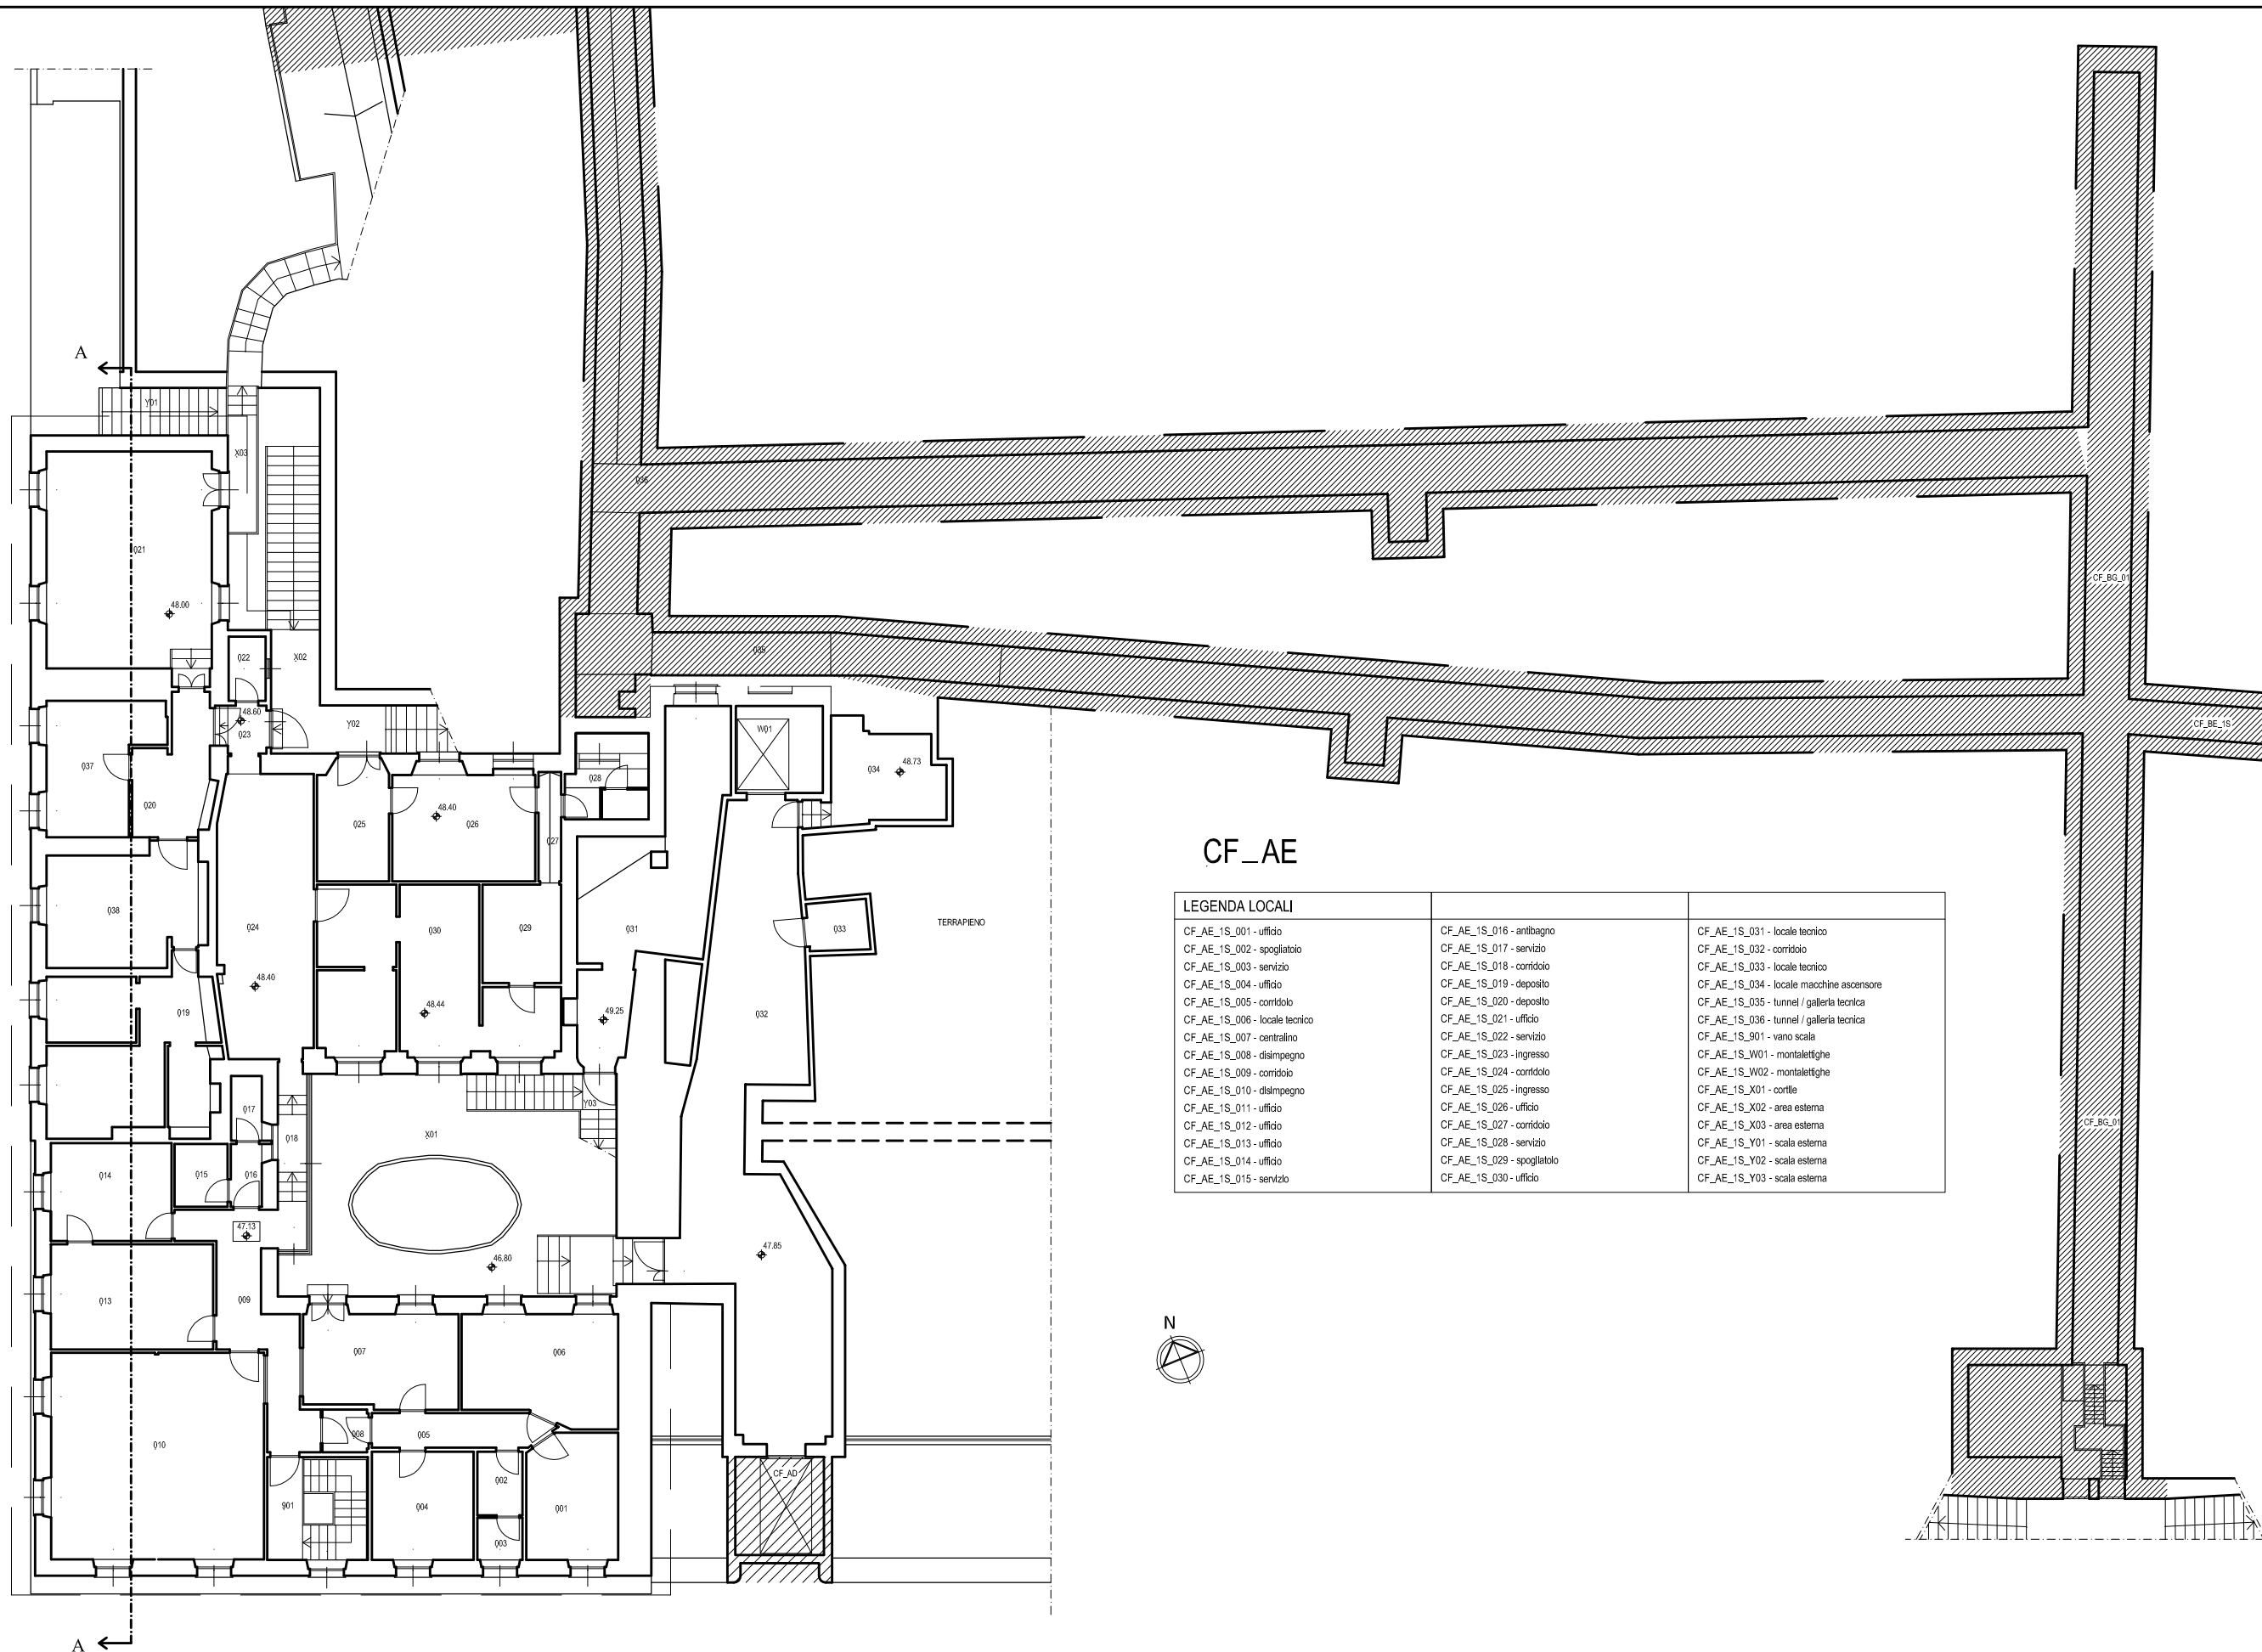 A
Y01
X03
036
021
CF_BG_01
48.00
022
X02
035
48.60
023
Y02
W01
CF_BE_1S
037
028
034
48.73
020
025
48.40
026
027
CF_AE
038
024
030
029
031
033
TERRAPIENO
LEGENDA LOCALI
CF_AE_1S_001 - ufficio
CF_AE_1S_002 - spogliatoio
CF_AE_1S_003 - servizio
CF_AE_1S_004 - ufficio
CF_AE_1S_005 - corridoio
CF_AE_1S_006 - locale tecnico
CF_AE_1S_007 - centralino
CF_AE_1S_008 - disimpegno
CF_AE_1S_009 - corridoio
CF_AE_1S_010 - disimpegno
CF_AE_1S_011 - ufficio
CF_AE_1S_012 - ufficio
CF_AE_1S_013 - ufficio
CF_AE_1S_014 - ufficio
CF_AE_1S_015 - servizio
CF_AE_1S_016 - antibagno
CF_AE_1S_017 - servizio
CF_AE_1S_018 - corridoio
CF_AE_1S_019 - deposito
CF_AE_1S_020 - deposito
CF_AE_1S_021 - ufficio
CF_AE_1S_022 - servizio
CF_AE_1S_023 - ingresso
CF_AE_1S_024 - corridoio
CF_AE_1S_025 - ingresso
CF_AE_1S_026 - ufficio
CF_AE_1S_027 - corridoio
CF_AE_1S_028 - servizio
CF_AE_1S_029 - spogliatoio
CF_AE_1S_030 - ufficio
CF_AE_1S_031 - locale tecnico
CF_AE_1S_032 - corridoio
CF_AE_1S_033 - locale tecnico
CF_AE_1S_034 - locale macchine ascensore
CF_AE_1S_035 - tunnel / galleria tecnica
CF_AE_1S_036 - tunnel / galleria tecnica
CF_AE_1S_901 - vano scala
CF_AE_1S_W01 - montalettighe
CF_AE_1S_W02 - montalettighe
CF_AE_1S_X01 - cortile
CF_AE_1S_X02 - area esterna
CF_AE_1S_X03 - area esterna
CF_AE_1S_Y01 - scala esterna
CF_AE_1S_Y02 - scala esterna
CF_AE_1S_Y03 - scala esterna
48.40
48.44
019
49.25
032
017
018
X01
Y03
CF_BG_01
014
015
016
47.13
46.80
47.85
013
009
N
007
006
010
008
005
CF_AD
002
901
004
001
003
A